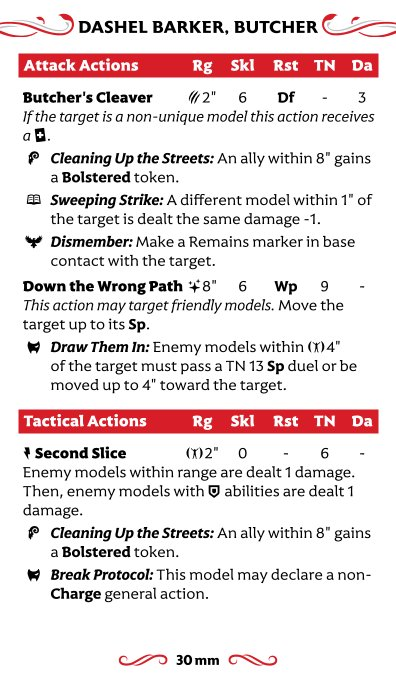 DASHEL BARKER, BUTCHER
Attack Actions Rg Skl Rst TN Da
Butcher's Cleaver 2" 6 Df - 3
If the target is a non-unique model this action receives
a .
Cleaning Up the Streets: An ally within 8" gains
a Bolstered token.
Sweeping Strike: A different model within 1" of
the target is dealt the same damage -1.
Dismember: Make a Remains marker in base
contact with the target.
Down the Wrong Path 8" 6 Wp 9 -
This action may target friendly models. Move the
target up to its Sp.
Draw Them In: Enemy models within 4"
of the target must pass a TN 13 Sp duel or be
moved up to 4" toward the target.
Tactical Actions Rg Skl Rst TN Da
Second Slice 2" 0 - 6 -
Enemy models within range are dealt 1 damage.
Then, enemy models with abilities are dealt 1
damage.
Cleaning Up the Streets: An ally within 8" gains
a Bolstered token.
Break Protocol: This model may declare a non-
Charge general action.
30 mm